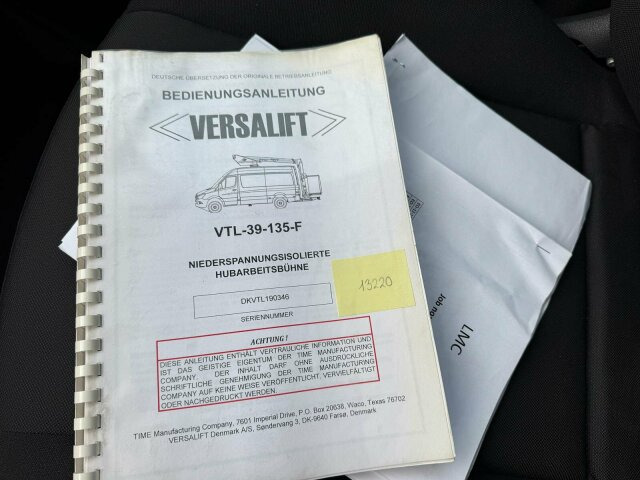 DEUTSCHE ÜBERSETZUNG DER ORIGINALE BETRIEBSANLEITUNG
BEDIENUNGSANLEITUNG
VERSALIFT
VTL-39-135-F
NIEDERSPANNUNGSISOLIERTE
HUBARBEITSBÜHNE
DKVTL190346
13220
SERIENNUMMER
ACHTUNG!
DIESE ANLEITUNG ENTHÄLT VERTRAULICHE INFORMATION UND
IST DAS GEISTIGE EIGENTUM DER TIME MANUFACTURING
COMPANY. DER INHALT DARF OHNE AUSDRÜCKLICHE
SCHRIFTLICHE GENEHMIGUNG DER TIME MANUFACTURING
COMPANY AUF KEINE WEISE VERÖFFENTLICHT, VERVIELFÄLTIGT
ODER NACHGEDRUCKT WERDEN.
TIME Manufacturing Company, 7601 Imperial Drive, P.O. Box 20638, Waco, Texas 76702
VERSALIFT Denmark A/S, Søndervang 3, DK-9640 Farsø, Denmark
Job no
LMC